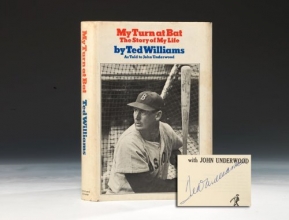 My Turn at Bat
Ted Williams
My Turn at Bat
The Story of My Life
by Ted Williams
As Told to John Underwood
with JOHN UNDERWOOD
Ted Williams